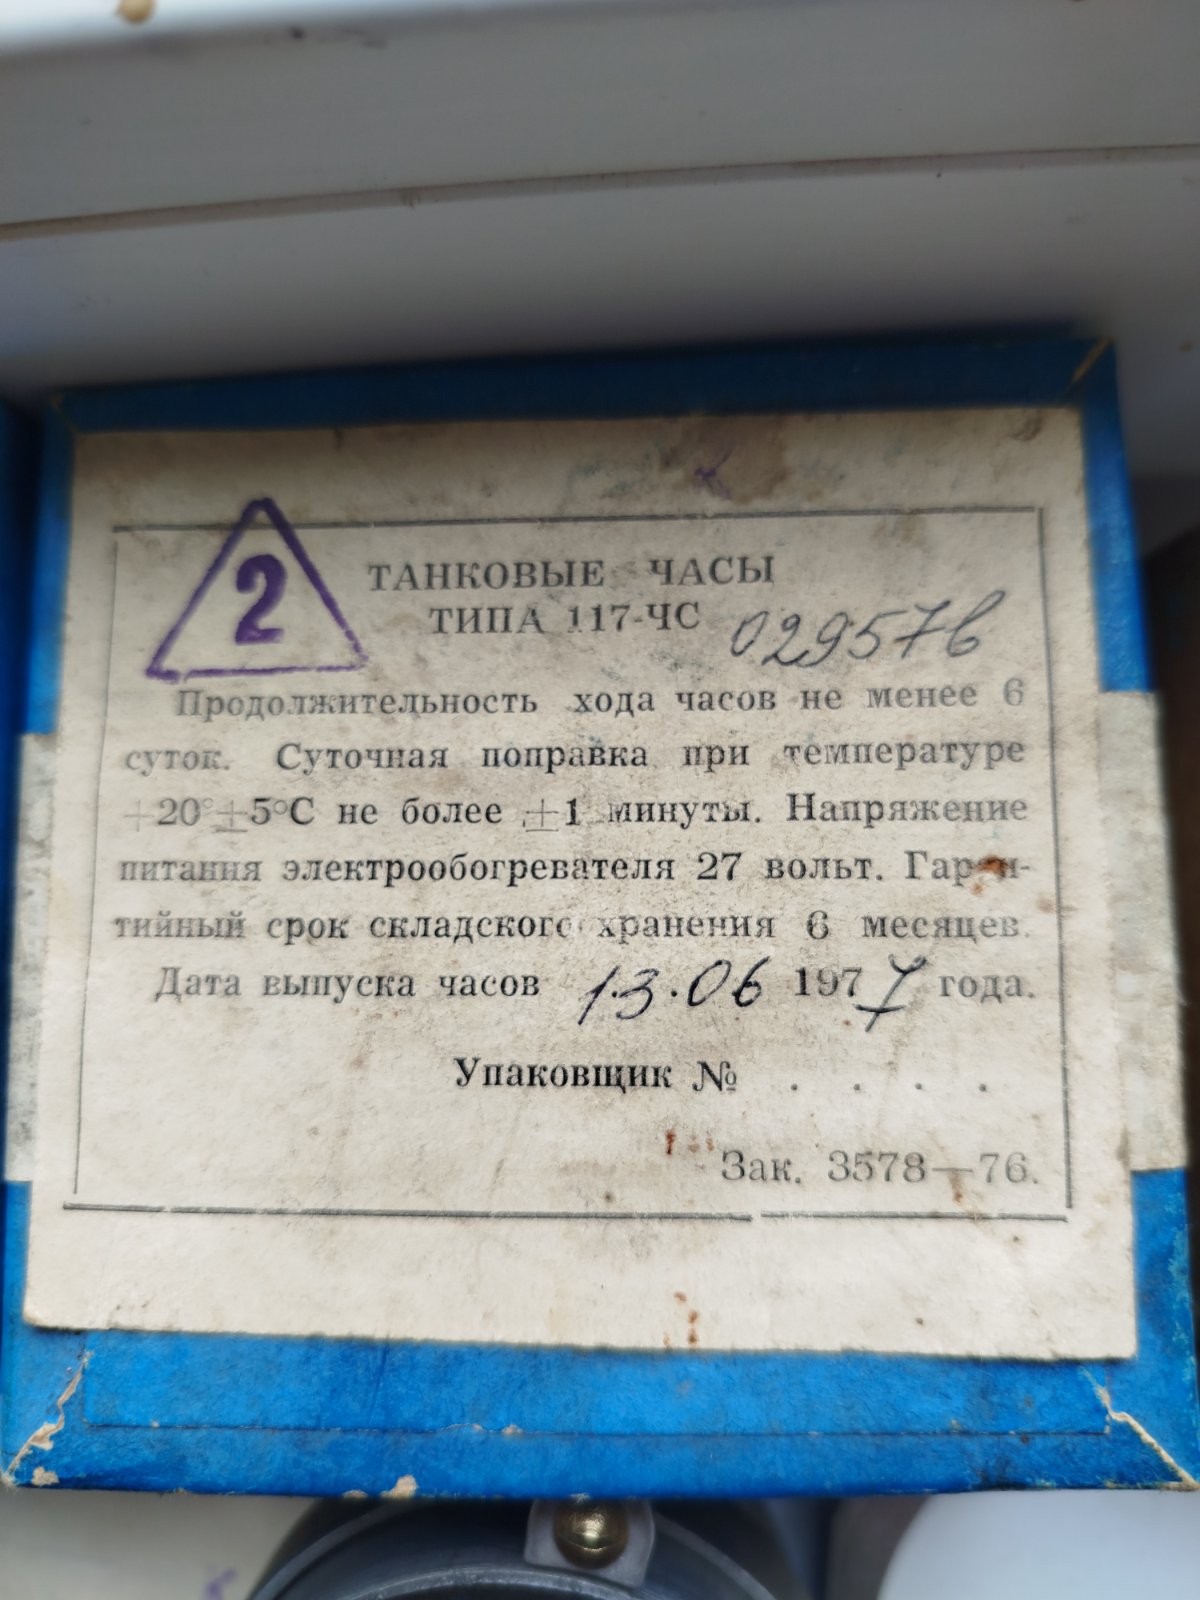 2
ТАНКОВЫЕ ЧАСЫ
ТИПА 117-ЧС 029576
Продолжительность хода часов не менее 6
суток. Суточная поправка при температуре
+20°±5°С не более ±1 минуты. Напряжение
питания электрообогревателя 27 вольт. Гаран-
тийный срок складского хранения 6 месяцев.
Дата выпуска часов 13.06 1977 года.
Упаковщик № . . . .
Зак. 3578—76.